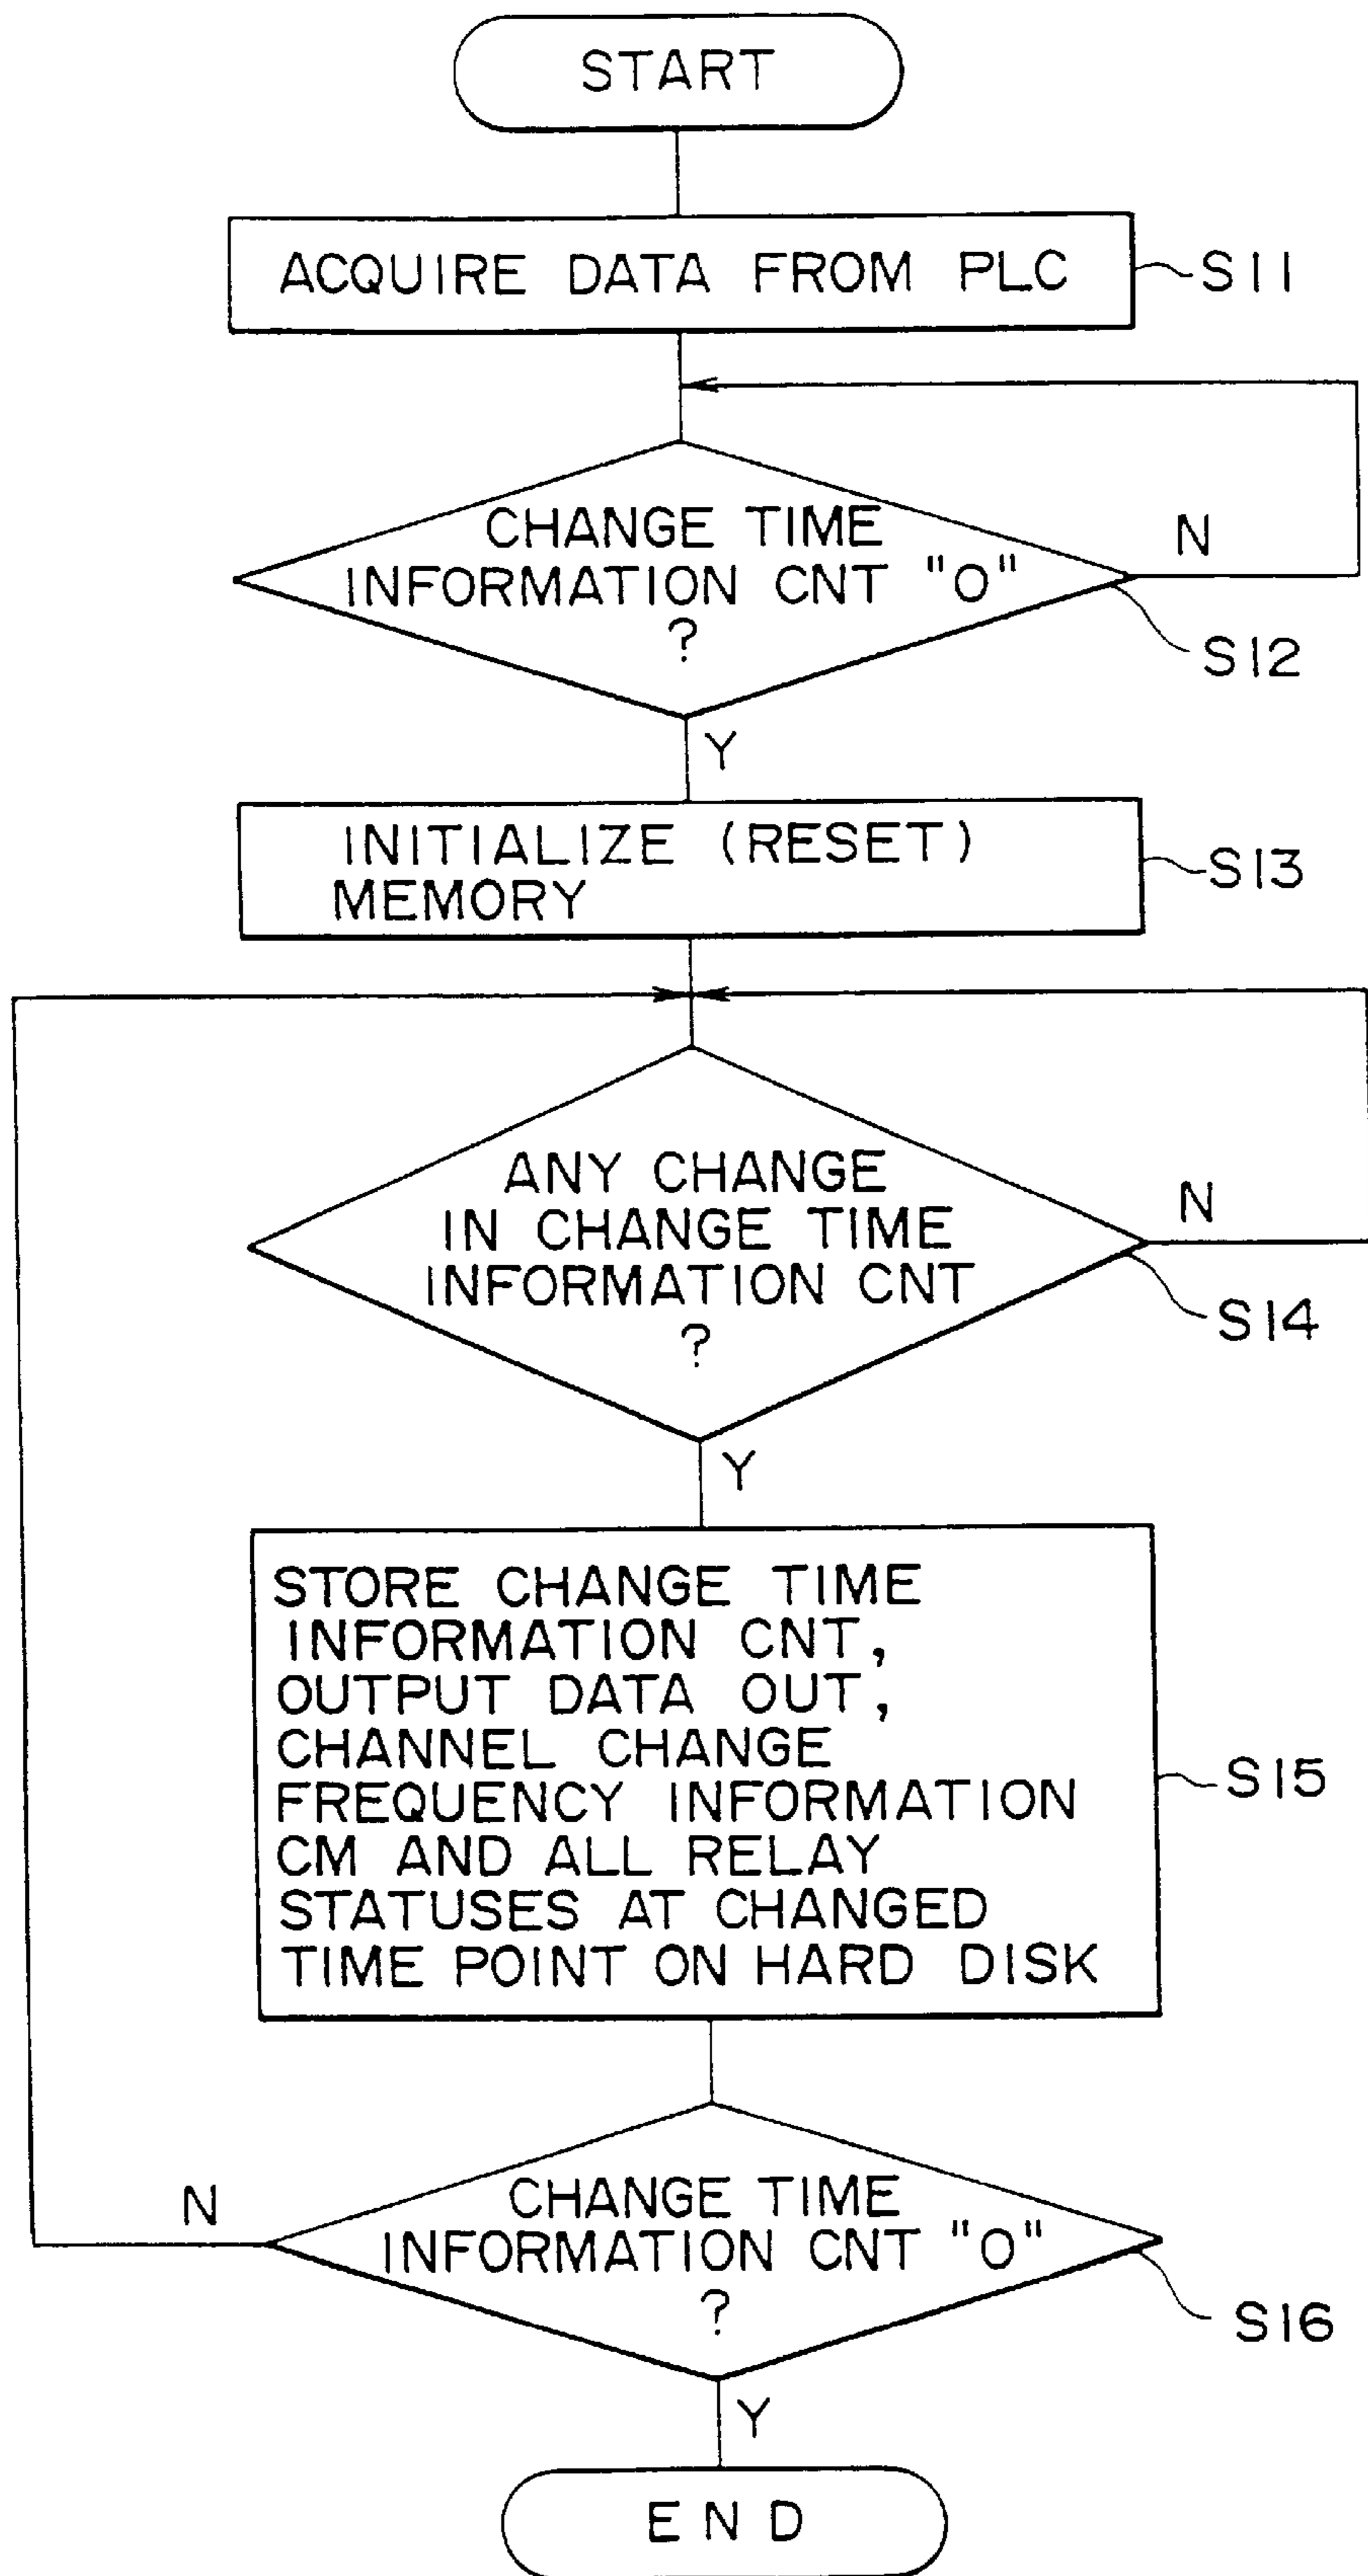 START
ACQUIRE DATA FROM PLC
S11
CHANGE TIME
INFORMATION CNT "0"
?
N
S12
Y
INITIALIZE (RESET)
MEMORY
S13
ANY CHANGE
IN CHANGE TIME
INFORMATION CNT
?
N
S14
Y
STORE CHANGE TIME
INFORMATION CNT,
OUTPUT DATA OUT,
CHANNEL CHANGE
FREQUENCY INFORMATION
CM AND ALL RELAY
STATUSES AT CHANGED
TIME POINT ON HARD DISK
S15
N
CHANGE TIME
INFORMATION CNT "0"
?
S16
Y
END